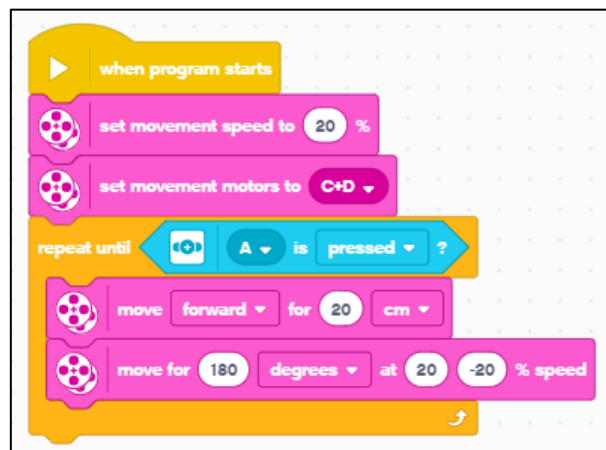 when program starts
set movement speed to 20 %
set movement motors to C+D
repeat until A is pressed ?
move forward for 20 cm
move for 180 degrees at 20 -20 % speed